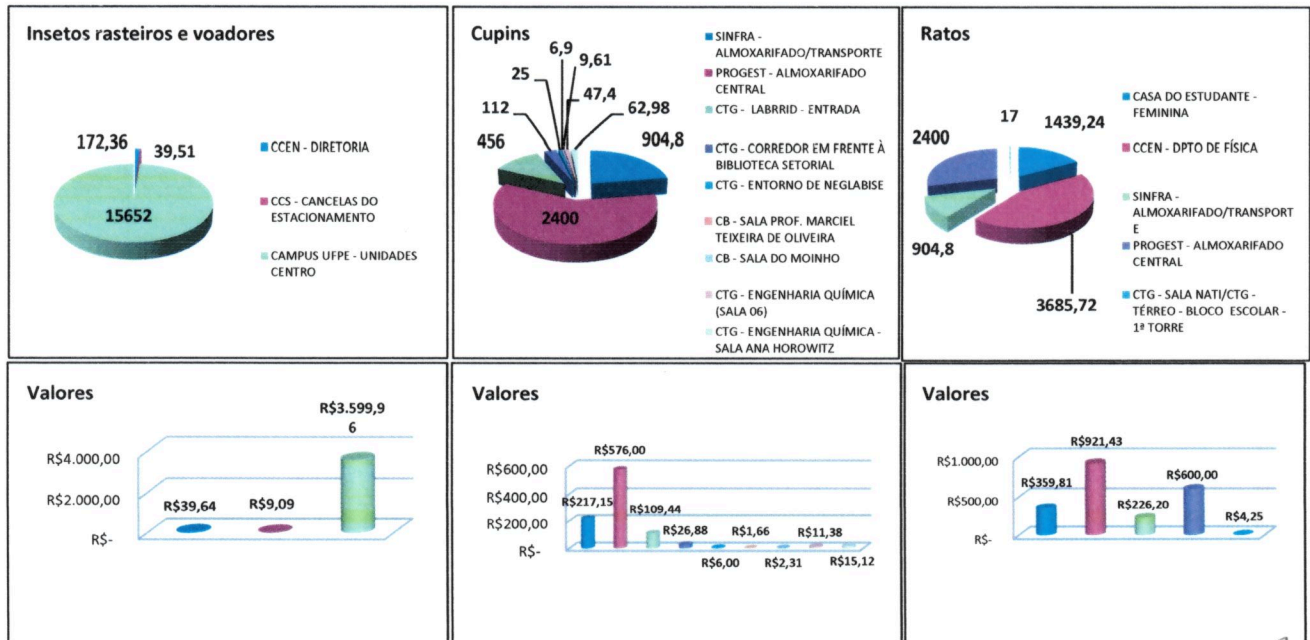 Insetos rasteiros e voadores
172,36
39,51
15652
CCEN - DIRETORIA
CCS - CANCELAS DO
ESTACIONAMENTO
CAMPUS UFPE - UNIDADES
CENTRO
Cupins
6,9
9,61
25
47,4
112
62,98
456
904,8
2400
SINFRA -
ALMOXARIFADO/TRANSPORTE
PROGEST - ALMOXARIFADO
CENTRAL
CTG - LABRRID - ENTRADA
CTG - CORREDOR EM FRENTE À
BIBLIOTECA SETORIAL
CTG - ENTORNO DE NEGLABISE
CB - SALA PROF. MARCIEL
TEIXEIRA DE OLIVEIRA
CB - SALA DO MOINHO
CTG - ENGENHARIA QUÍMICA
(SALA 06)
CTG - ENGENHARIA QUÍMICA -
SALA ANA HOROWITZ
Ratos
17
1439,24
2400
904,8
3685,72
CASA DO ESTUDANTE -
FEMININA
CCEN - DPTO DE FÍSICA
SINFRA -
ALMOXARIFADO/TRANSPORT
E
PROGEST - ALMOXARIFADO
CENTRAL
CTG - SALA NATI/CTG -
TÉRREO - BLOCO ESCOLAR -
1ª TORRE
Valores
R$3.599,9
6
R$4.000,00
R$2.000,00
R$-
R$39,64
R$9,09
Valores
R$576,00
R$600,00
R$400,00
R$200,00
R$-
R$217,15
R$109,44
R$26,88
R$1,66
R$11,38
R$6,00
R$2,31
R$15,12
Valores
R$921,43
R$1.000,00
R$500,00
R$-
R$359,81
R$600,00
R$226,20
R$4,25